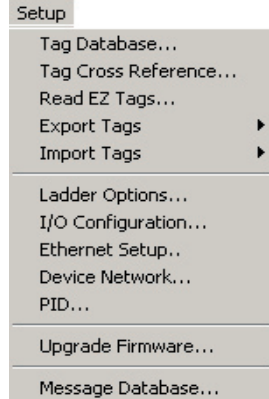 Setup
Tag Database...
Tag Cross Reference...
Read EZ Tags...
Export Tags
Import Tags
Ladder Options...
I/O Configuration...
Ethernet Setup..
Device Network...
PID...
Upgrade Firmware...
Message Database...